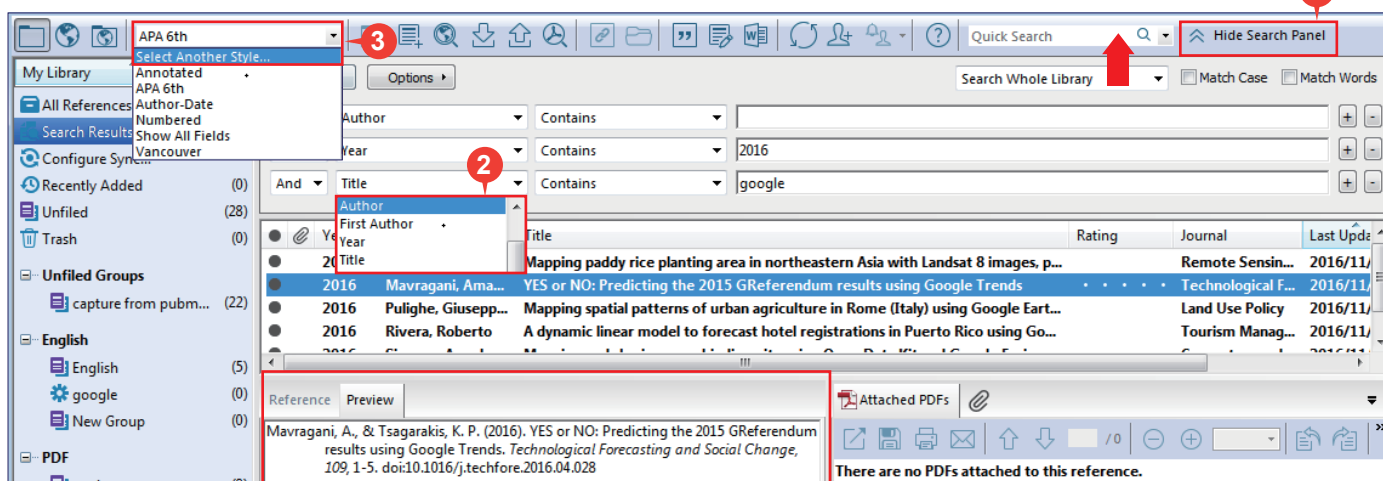 APA 6th
3
Quick Search
Hide Search Panel
Select Another Style...
Annotated
APA 6th
Author-Date
Numbered
Show All Fields
Vancouver
My Library
Options
Search Whole Library
Match Case
Match Words
All References
Search Results
Configure Sync...
Recently Added (0)
Unfiled (28)
Trash (0)
Unfiled Groups
capture from pubm... (22)
English
English (5)
google (0)
New Group (0)
PDF
Author Contains
Year Contains 2016
2
And Title Contains google
Author
First Author
Year
Title
Title Rating Journal Last Upda
Mapping paddy rice planting area in northeastern Asia with Landsat 8 images, p... Remote Sensin... 2016/11/
2016 Mavragani, Ama... YES or NO: Predicting the 2015 GReferendum results using Google Trends Technological F... 2016/11/
2016 Pulighe, Giusepp... Mapping spatial patterns of urban agriculture in Rome (Italy) using Google Eart... Land Use Policy 2016/11/
2016 Rivera, Roberto A dynamic linear model to forecast hotel registrations in Puerto Rico using Go... Tourism Manag... 2016/11/
Reference Preview
Mavragani, A., & Tsagarakis, K. P. (2016). YES or NO: Predicting the 2015 GReferendum
results using Google Trends. Technological Forecasting and Social Change,
109, 1-5. doi:10.1016/j.techfore.2016.04.028
Attached PDFs
/0
There are no PDFs attached to this reference.